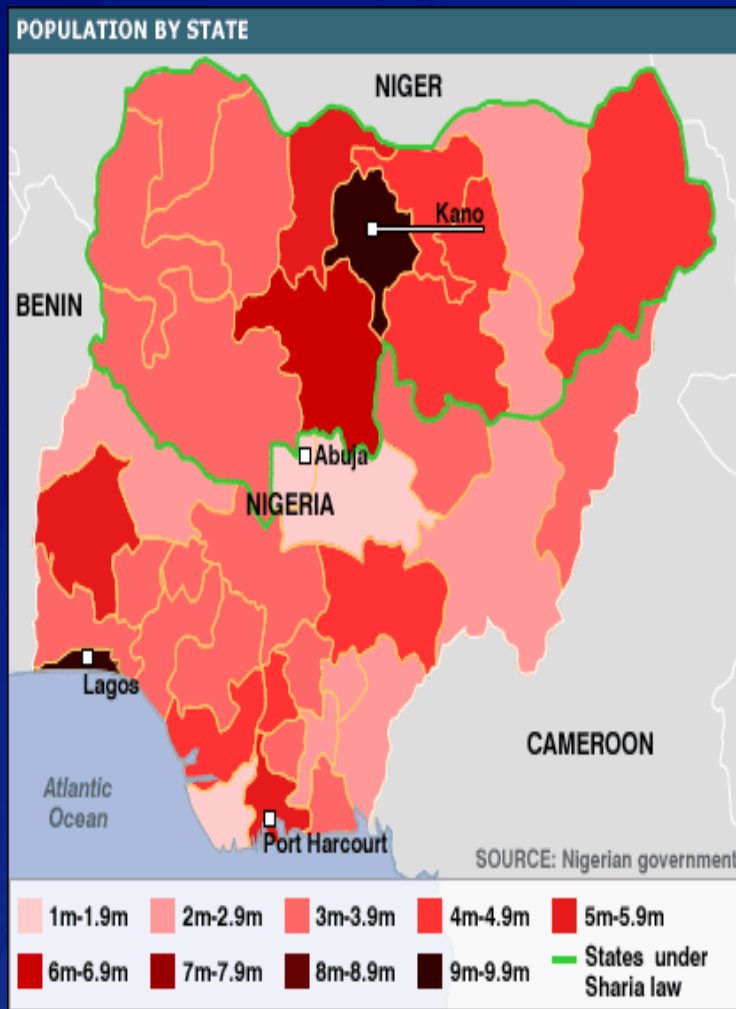 POPULATION BY STATE
NIGER
Kano
BENIN
Abuja
NIGERIA
Lagos
CAMEROON
Atlantic
Ocean
Port Harcourt
SOURCE: Nigerian government
1m-1.9m
2m-2.9m
3m-3.9m
4m-4.9m
5m-5.9m
6m-6.9m
7m-7.9m
8m-8.9m
9m-9.9m
States under
Sharia law